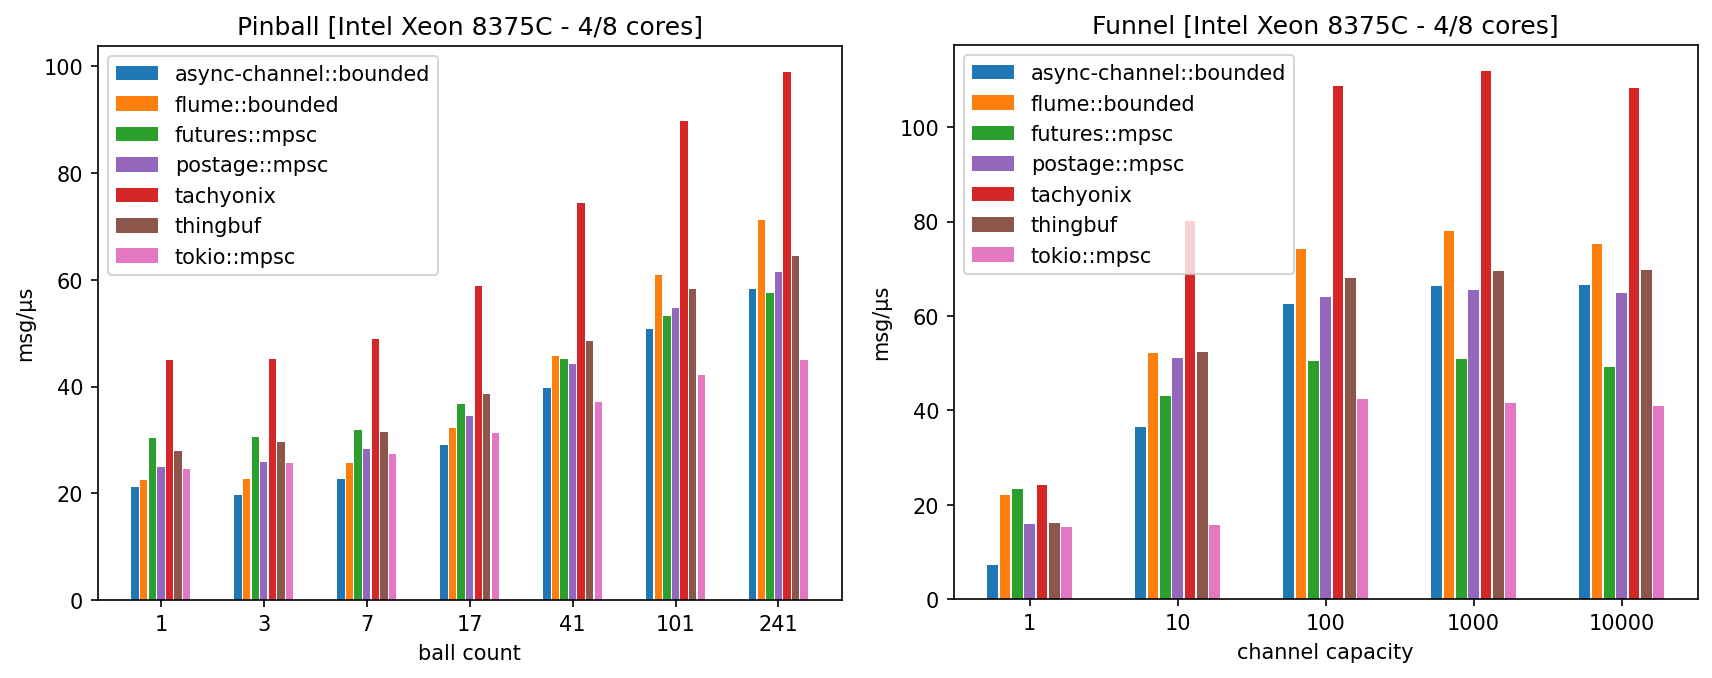 Pinball [Intel Xeon 8375C - 4/8 cores]
async-channel::bounded
flume::bounded
futures::mpsc
postage::mpsc
tachyonix
thingbuf
tokio::mpsc
msg/µs
100
80
60
40
20
0
1 3 7 17 41 101 241
ball count
Funnel [Intel Xeon 8375C - 4/8 cores]
async-channel::bounded
flume::bounded
futures::mpsc
postage::mpsc
tachyonix
thingbuf
tokio::mpsc
msg/µs
100
80
60
40
20
0
1 10 100 1000 10000
channel capacity